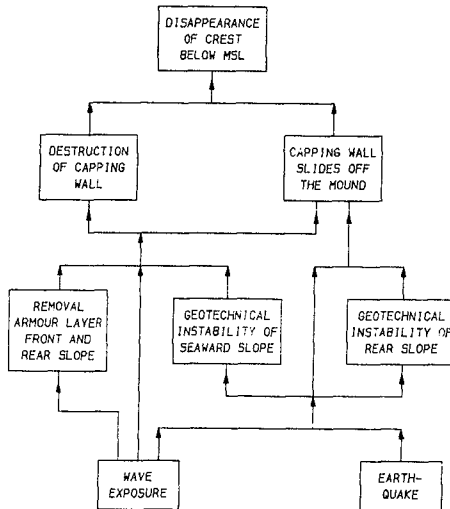 DISAPPEARANCE
OF CREST
BELOW MSL
DESTRUCTION
OF CAPPING
WALL
CAPPING WALL
SLIDES OFF
THE MOUND
REMOVAL
ARMOUR LAYER
FRONT AND
REAR SLOPE
GEOTECHNICAL
INSTABILITY OF
SEAWARD SLOPE
GEOTECHNICAL
INSTABILITY OF
REAR SLOPE
WAVE
EXPOSURE
EARTH-
QUAKE